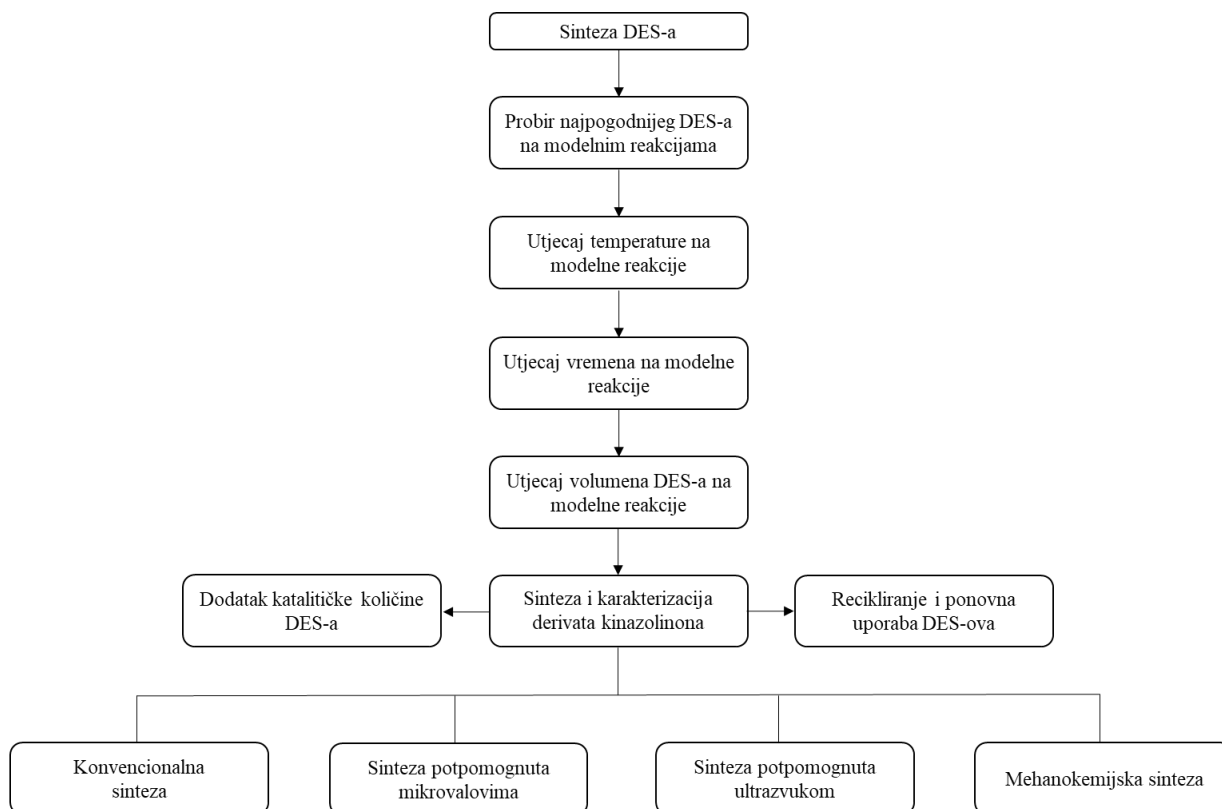 Sinteza DES-a
Probir najpogodnijeg DES-a
na modelnim reakcijama
Utjecaj temperature na
modelne reakcije
Utjecaj vremena na modelne
reakcije
Utjecaj volumena DES-a na
modelne reakcije
Dodatak katalitičke količine
DES-a
Sinteza i karakterizacija
derivata kinazolinona
Recikliranje i ponovna
uporaba DES-ova
Konvencionalna
sinteza
Sinteza potpomognuta
mikrovalovima
Sinteza potpomognuta
ultrazvukom
Mehanokemijska sinteza